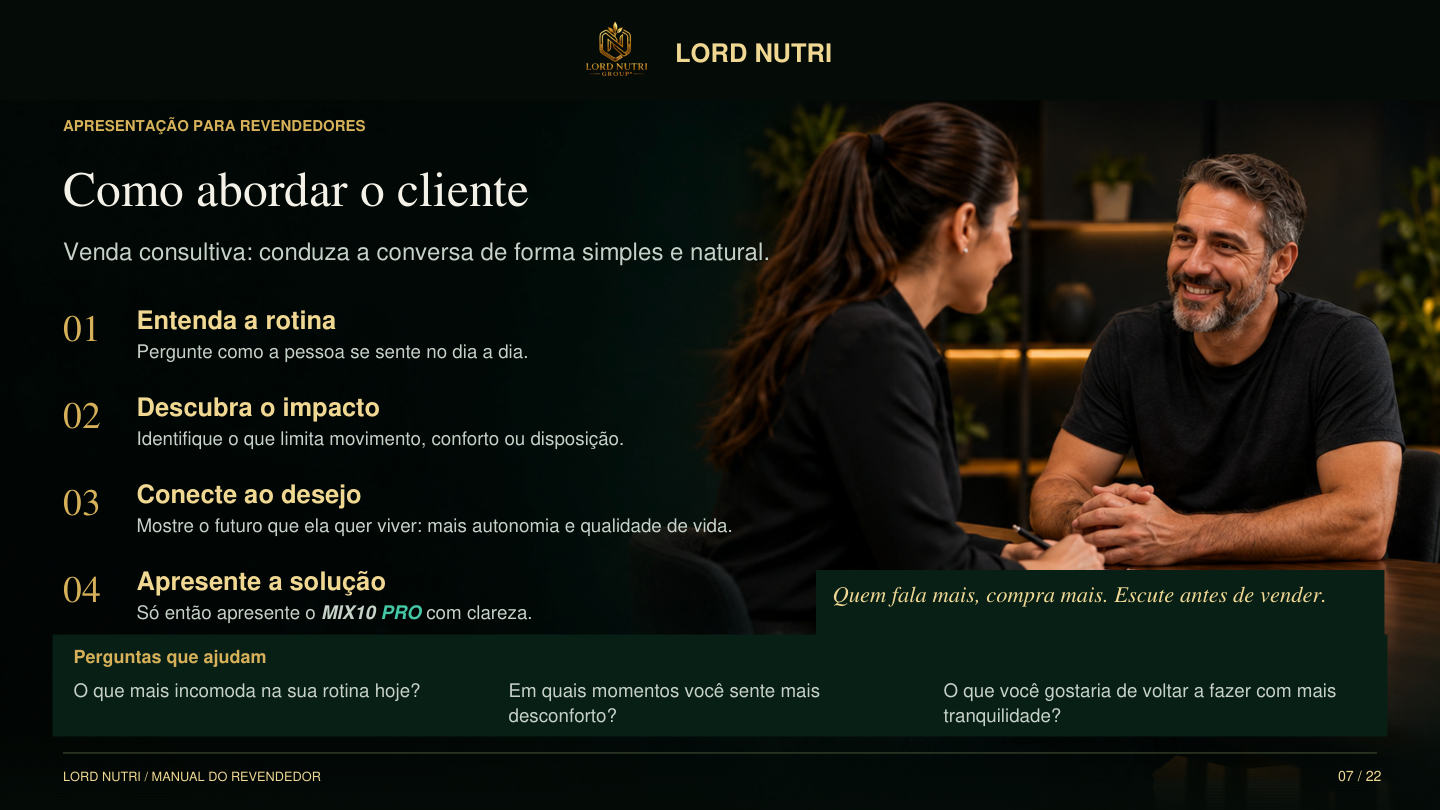 LORD NUTRI
GROUP
LORD NUTRI
APRESENTAÇÃO PARA REVENDEDORES
Como abordar o cliente
Venda consultiva: conduza a conversa de forma simples e natural.
01
Entenda a rotina
Pergunte como a pessoa se sente no dia a dia.
02
Descubra o impacto
Identifique o que limita movimento, conforto ou disposição.
03
Conecte ao desejo
Mostre o futuro que ela quer viver: mais autonomia e qualidade de vida.
04
Apresente a solução
Só então apresente o MIX10 PRO com clareza.
Quem fala mais, compra mais. Escute antes de vender.
Perguntas que ajudam
O que mais incomoda na sua rotina hoje?
Em quais momentos você sente mais
desconforto?
O que você gostaria de voltar a fazer com mais
tranquilidade?
LORD NUTRI / MANUAL DO REVENDEDOR
07 / 22